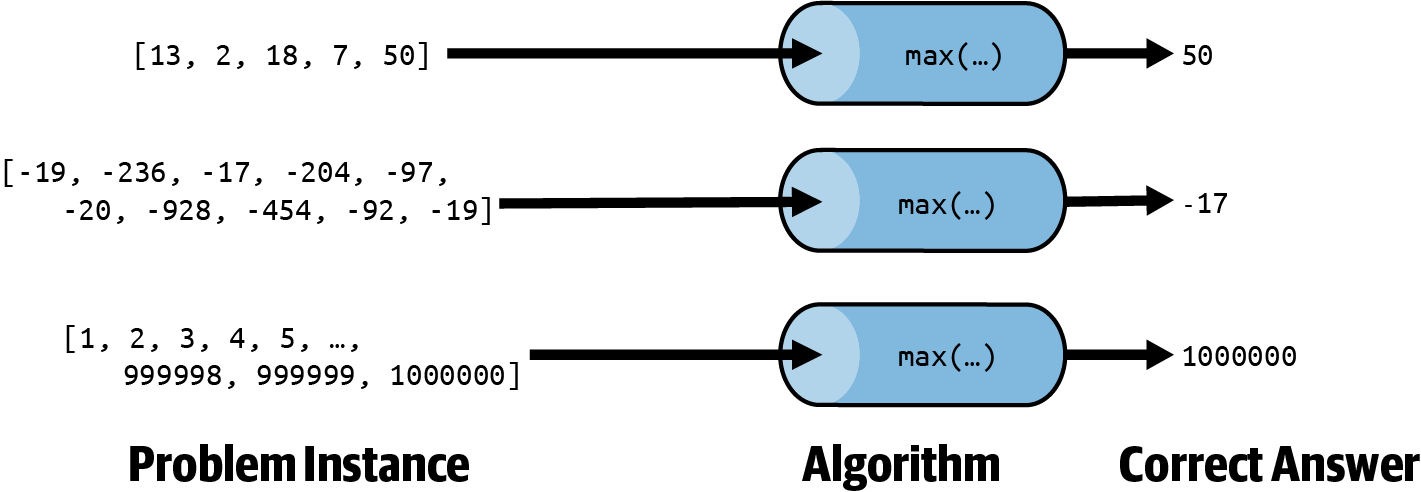 [13, 2, 18, 7, 50]
max(…)
50
[-19, -236, -17, -204, -97,
-20, -928, -454, -92, -19]
max(…)
-17
[1, 2, 3, 4, 5, …,
999998, 999999, 1000000]
max(…)
1000000
Problem Instance
Algorithm
Correct Answer